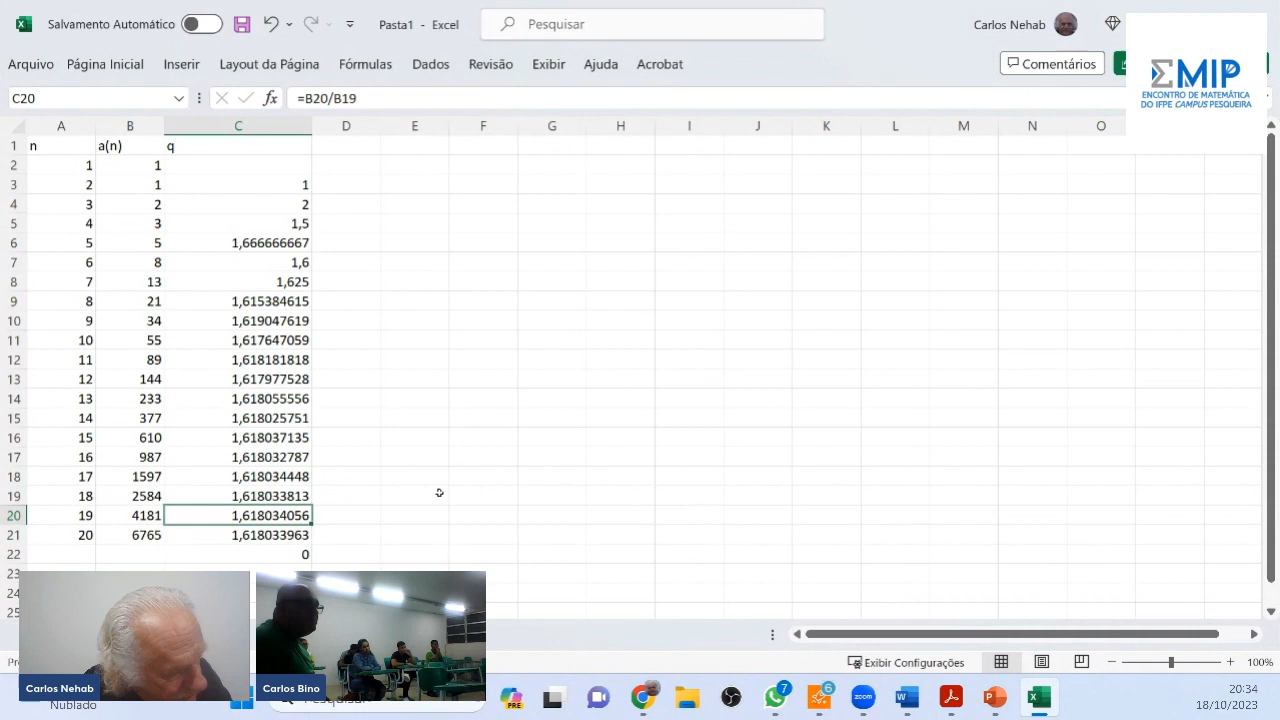 Salvamento Automático
Pasta1 - Excel
Pesquisar
Carlos Nehab
Arquivo Página Inicial Inserir Layout da Página Fórmulas Dados Revisão Exibir Ajuda Acrobat
Comentários
ΣMIP
ENCONTRO DE MATEMÁTICA
DO IFPE CAMPUS PESQUEIRA
C20 fx =B20/B19
A B C D E F G H I J K L M N O
1 n a(n) q
2 1 1
3 2 1 1
4 3 2 2
5 4 3 1,5
6 5 5 1,666666667
7 6 8 1,6
8 7 13 1,625
9 8 21 1,615384615
10 9 34 1,619047619
11 10 55 1,617647059
12 11 89 1,618181818
13 12 144 1,617977528
14 13 233 1,618055556
15 14 377 1,618025751
16 15 610 1,618037135
17 16 987 1,618032787
18 17 1597 1,618034448
19 18 2584 1,618033813
20 19 4181 1,618034056
21 20 6765 1,618033963
22 0
23
24
25
Carlos Nehab
Carlos Bino
Exibir Configurações
100%
Nublado
PRE
7
6
zoom
20:34
18/10/2023